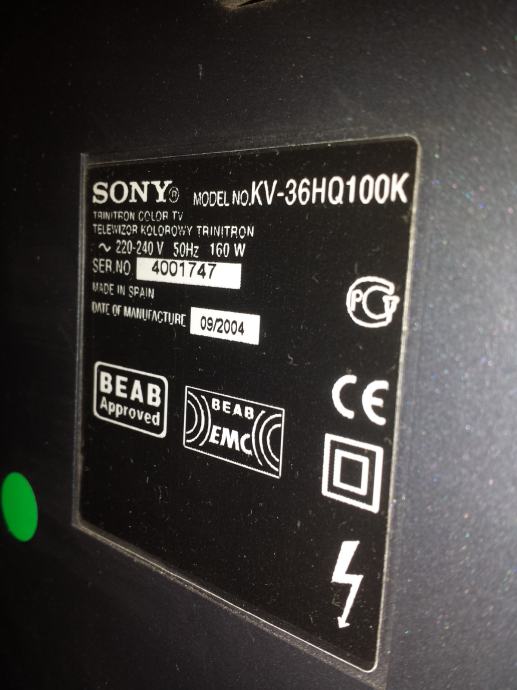 SONY® MODEL NO.KV-36HQ100K
TRINITRON COLOR TV
TELEWIZOR KOLOROWY TRINITRON
~ 220-240 V 50Hz 160 W
SER.NO 4001747
MADE IN SPAIN
DATE OF MANUFACTURE 09/2004
PCT
BEAB
Approved
BEAB
EMC
CE